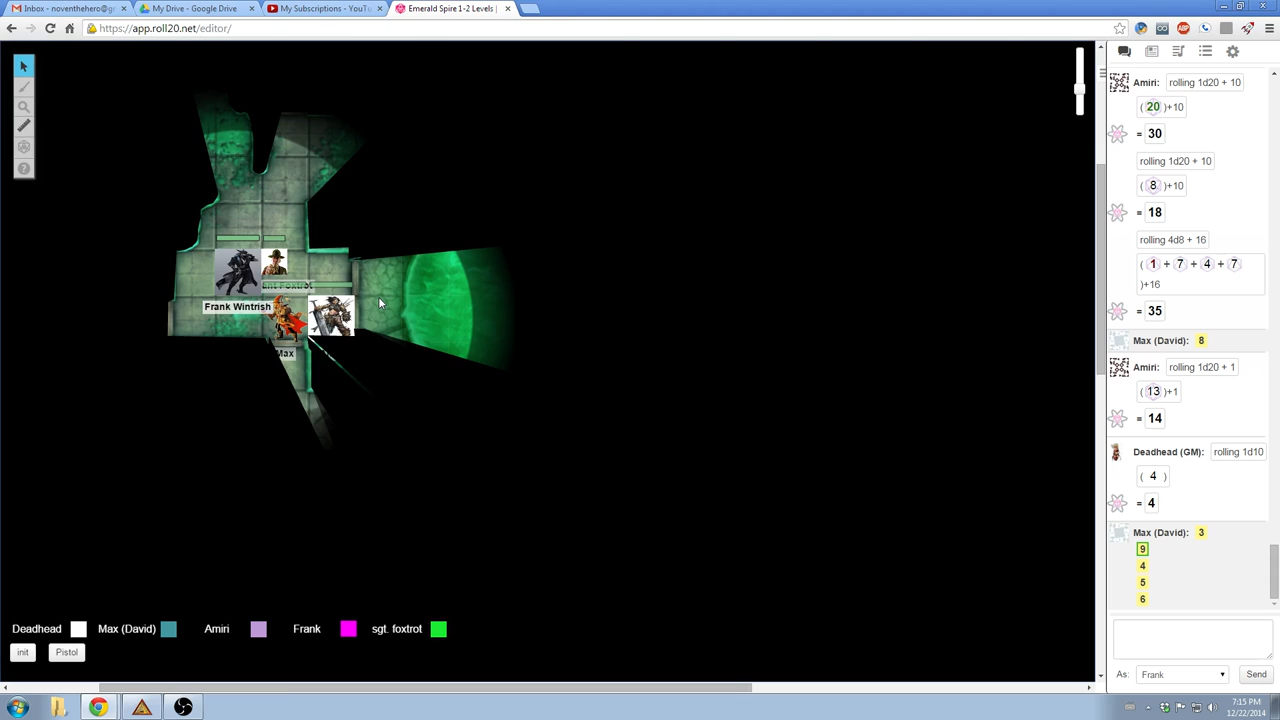 Inbox - noventhehero@g
My Drive - Google Drive
My Subscriptions - YouT
Emerald Spire 1-2 Levels |
https://app.roll20.net/editor/
Amiri: rolling 1d20 + 10
( 20 )+10
= 30
rolling 1d20 + 10
( 8 )+10
= 18
rolling 4d8 + 16
( 1 + 7 + 4 + 7
)+16
= 35
Max (David): 8
Amiri: rolling 1d20 + 1
( 13 )+1
= 14
Deadhead (GM): rolling 1d10
( 4 )
= 4
Max (David): 3
9
4
5
6
Foxtrot
Frank Wintrish
Max
Deadhead Max (David) Amiri Frank sgt. foxtrot
init Pistol
As: Frank Send
7:15 PM
12/22/2014